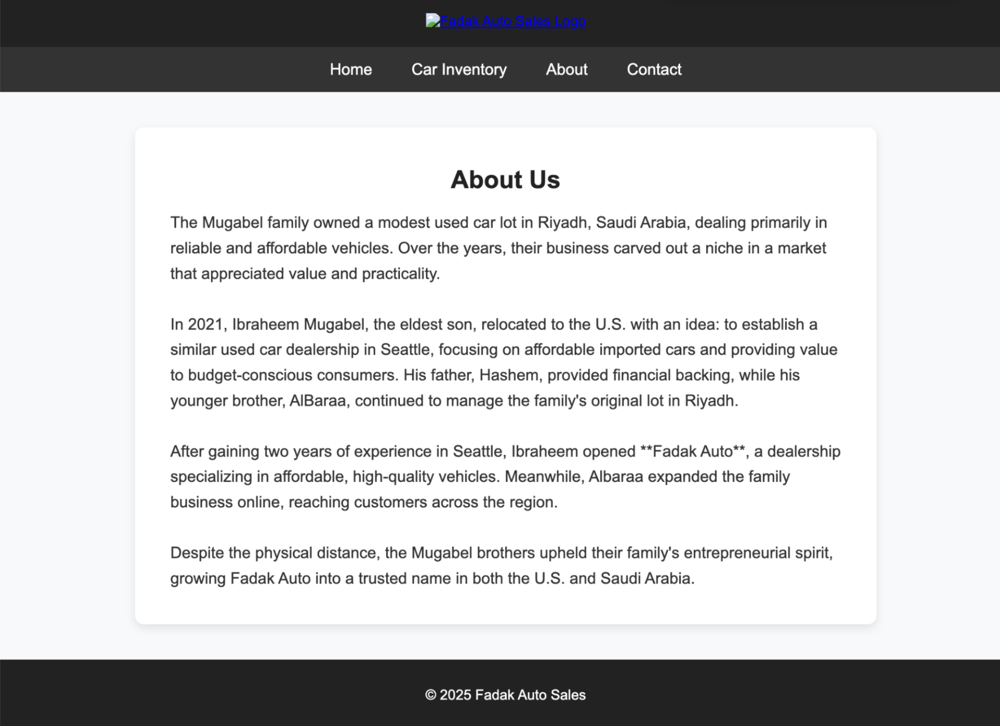 Fadak Auto Sales Logo
Home Car Inventory About Contact
About Us
The Mugabel family owned a modest used car lot in Riyadh, Saudi Arabia, dealing primarily in
reliable and affordable vehicles. Over the years, their business carved out a niche in a market
that appreciated value and practicality.
In 2021, Ibraheem Mugabel, the eldest son, relocated to the U.S. with an idea: to establish a
similar used car dealership in Seattle, focusing on affordable imported cars and providing value
to budget-conscious consumers. His father, Hashem, provided financial backing, while his
younger brother, AlBaraa, continued to manage the family's original lot in Riyadh.
After gaining two years of experience in Seattle, Ibraheem opened **Fadak Auto**, a dealership
specializing in affordable, high-quality vehicles. Meanwhile, Albaraa expanded the family
business online, reaching customers across the region.
Despite the physical distance, the Mugabel brothers upheld their family's entrepreneurial spirit,
growing Fadak Auto into a trusted name in both the U.S. and Saudi Arabia.
© 2025 Fadak Auto Sales